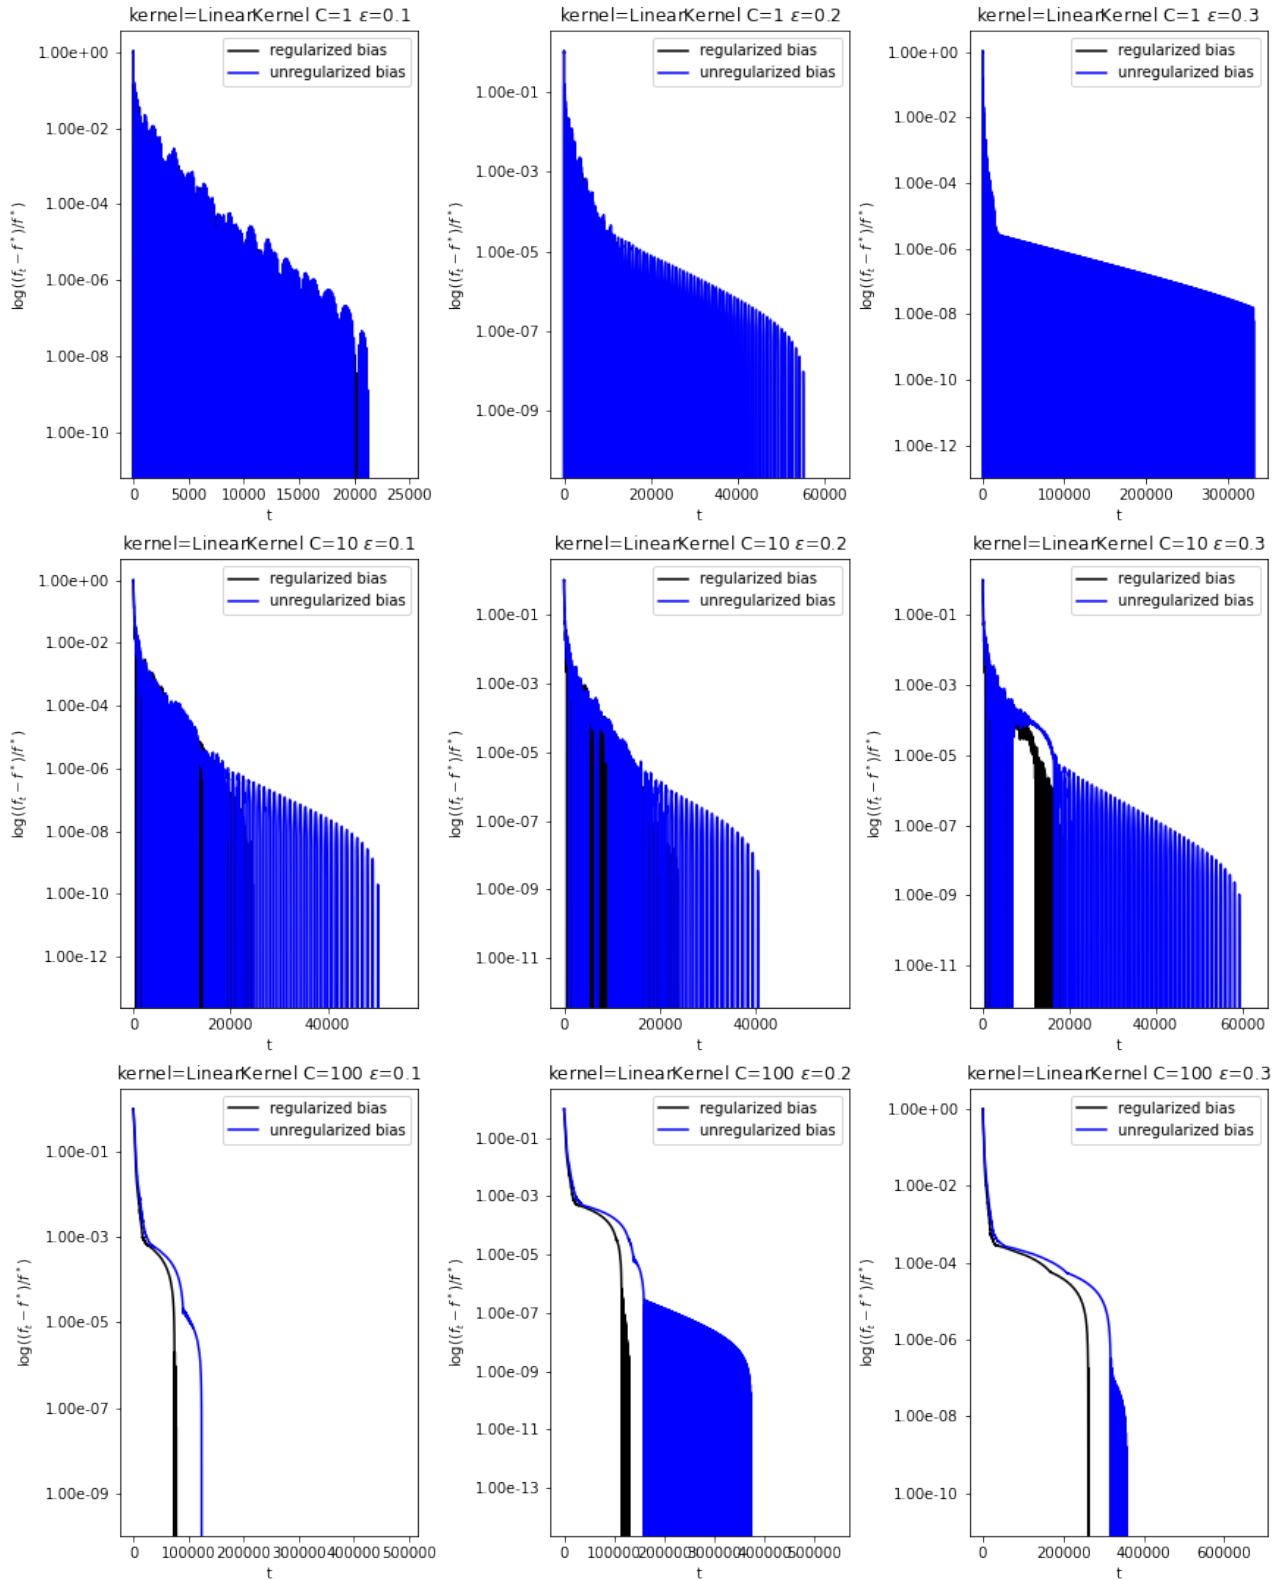 kernel=LinearKernel C=1 ε=0.1
kernel=LinearKernel C=1 ε=0.2
kernel=LinearKernel C=1 ε=0.3
regularized bias
unregularized bias
1.00e+00
1.00e-02
1.00e-04
1.00e-06
1.00e-08
1.00e-10
log((f_t − f*)/f*)
0 5000 10000 15000 20000 25000
t
regularized bias
unregularized bias
1.00e-01
1.00e-03
1.00e-05
1.00e-07
1.00e-09
log((f_t − f*)/f*)
0 20000 40000 60000
t
regularized bias
unregularized bias
1.00e+00
1.00e-02
1.00e-04
1.00e-06
1.00e-08
1.00e-10
1.00e-12
log((f_t − f*)/f*)
0 100000 200000 300000
t
kernel=LinearKernel C=10 ε=0.1
kernel=LinearKernel C=10 ε=0.2
kernel=LinearKernel C=10 ε=0.3
regularized bias
unregularized bias
1.00e+00
1.00e-02
1.00e-04
1.00e-06
1.00e-08
1.00e-10
1.00e-12
log((f_t − f*)/f*)
0 20000 40000
t
regularized bias
unregularized bias
1.00e-01
1.00e-03
1.00e-05
1.00e-07
1.00e-09
1.00e-11
log((f_t − f*)/f*)
0 20000 40000
t
regularized bias
unregularized bias
1.00e-01
1.00e-03
1.00e-05
1.00e-07
1.00e-09
1.00e-11
log((f_t − f*)/f*)
0 20000 40000 60000
t
kernel=LinearKernel C=100 ε=0.1
kernel=LinearKernel C=100 ε=0.2
kernel=LinearKernel C=100 ε=0.3
regularized bias
unregularized bias
1.00e-01
1.00e-03
1.00e-05
1.00e-07
1.00e-09
log((f_t − f*)/f*)
0 100000 200000 300000 400000 500000
t
regularized bias
unregularized bias
1.00e-01
1.00e-03
1.00e-05
1.00e-07
1.00e-09
1.00e-11
1.00e-13
log((f_t − f*)/f*)
0 100000 200000 300000 400000 500000
t
regularized bias
unregularized bias
1.00e+00
1.00e-02
1.00e-04
1.00e-06
1.00e-08
1.00e-10
log((f_t − f*)/f*)
0 200000 400000 600000
t